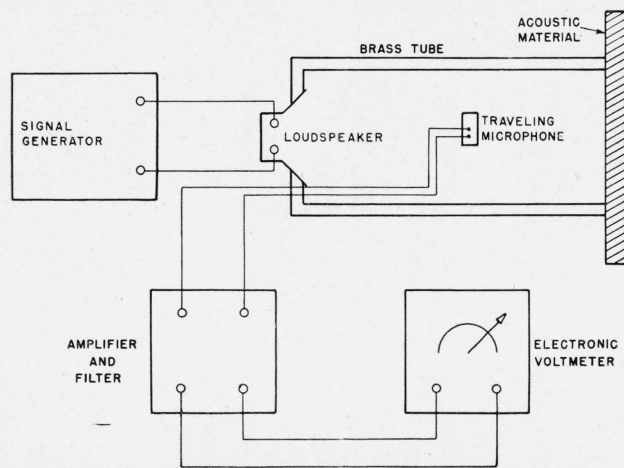 ACOUSTIC
MATERIAL
BRASS TUBE
SIGNAL
GENERATOR
LOUDSPEAKER
TRAVELING
MICROPHONE
AMPLIFIER
AND
FILTER
ELECTRONIC
VOLTMETER